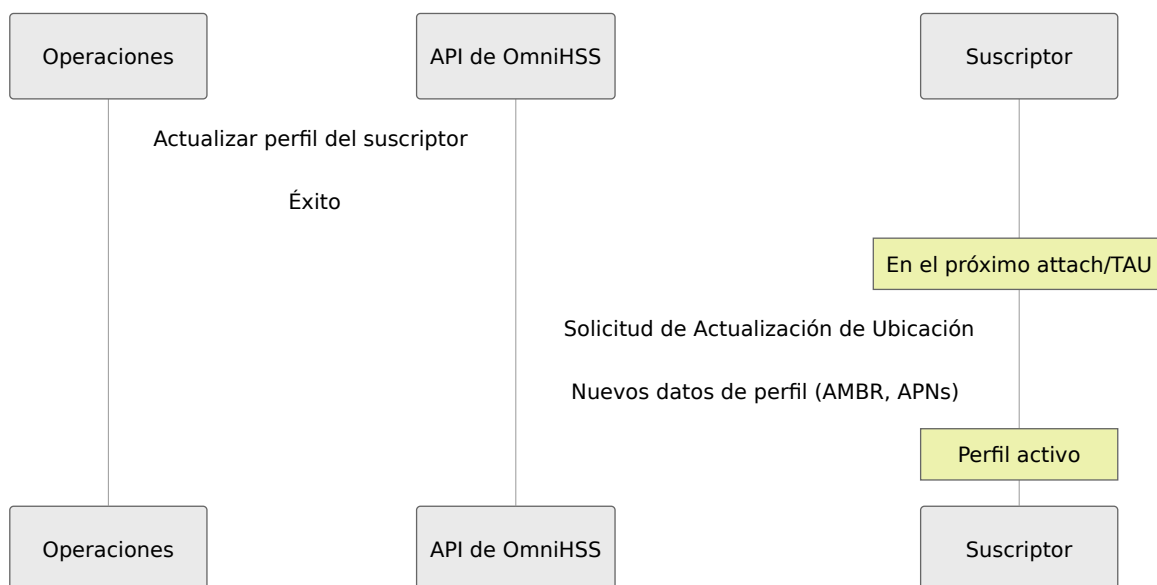 Operaciones
API de OmniHSS
Suscriptor
Actualizar perfil del suscriptor
Éxito
En el próximo attach/TAU
Solicitud de Actualización de Ubicación
Nuevos datos de perfil (AMBR, APNs)
Perfil activo
Operaciones
API de OmniHSS
Suscriptor